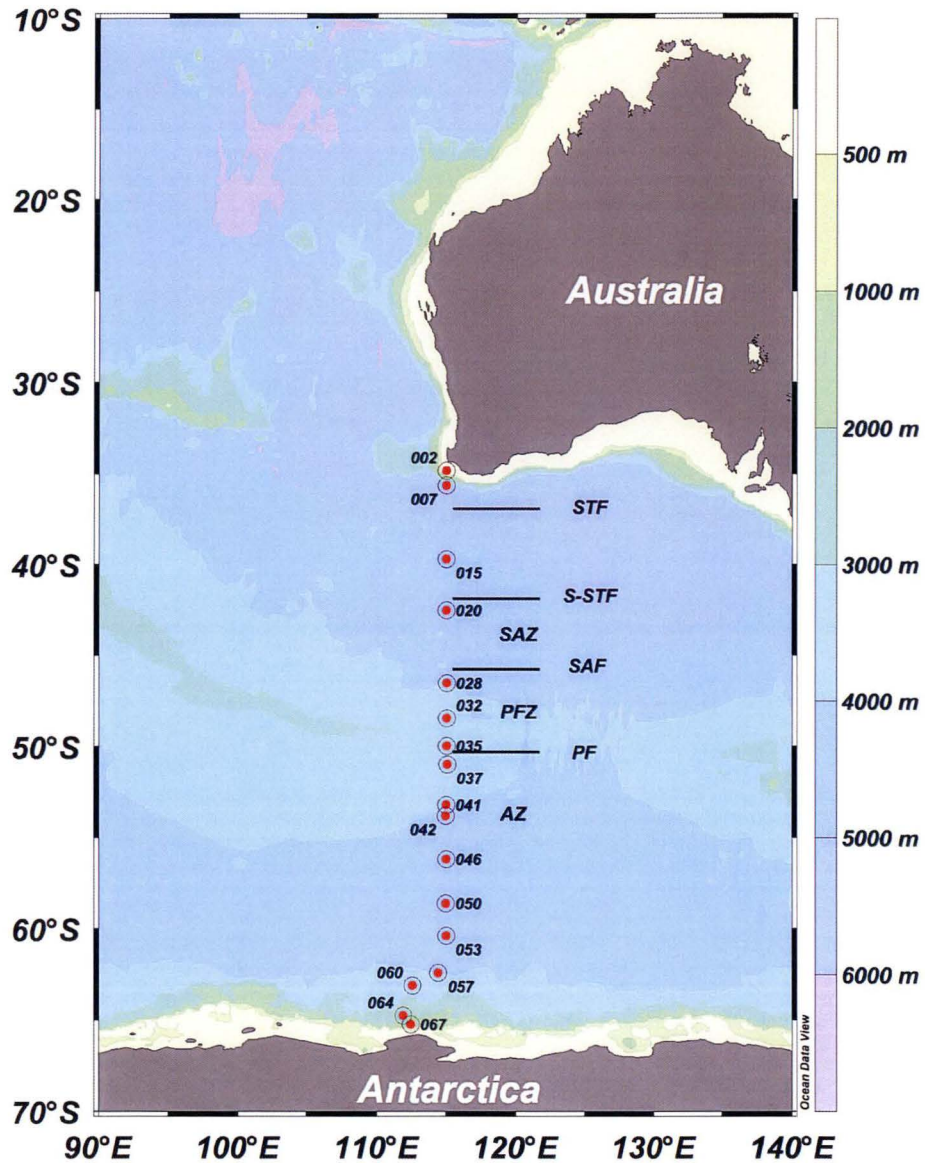 10°S
500 m
20°S
Australia
1000 m
30°S
2000 m
002
007
STF
40°S
015
3000 m
S-STF
020
SAZ
SAF
028
032
PFZ
4000 m
50°S
035
PF
037
041
AZ
042
5000 m
046
050
60°S
053
060
057
6000 m
064
067
Ocean Data View
Antarctica
70°S
90°E
100°E
110°E
120°E
130°E
140°E